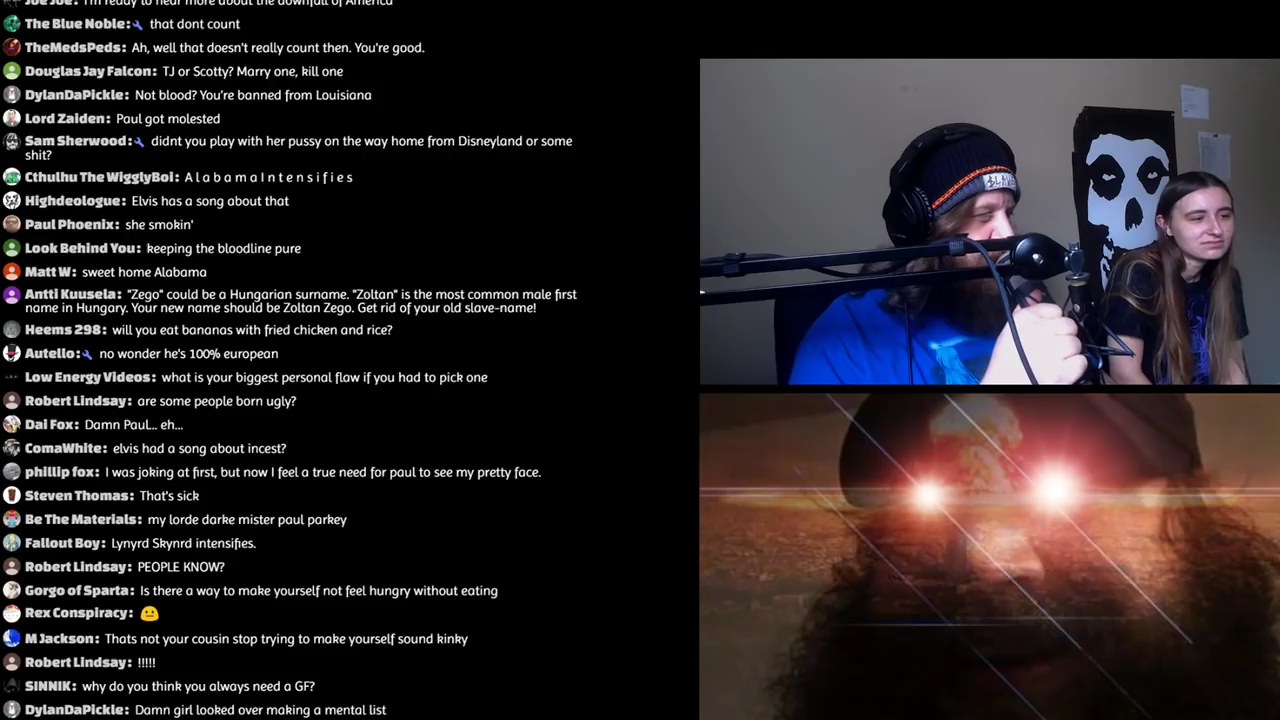 Joe Joe: I'm ready to hear more about the downfall of America
The Blue Noble: that dont count
TheMedsPeds: Ah, well that doesn't really count then. You're good.
Douglas Jay Falcon: TJ or Scotty? Marry one, kill one
DylanDaPickle: Not blood? You're banned from Louisiana
Lord Zaiden: Paul got molested
Sam Sherwood: didnt you play with her pussy on the way home from Disneyland or some
shit?
Cthulhu The WigglyBoi: A l a b a m a I n t e n s i f i e s
Highdeologue: Elvis has a song about that
Paul Phoenix: she smokin'
Look Behind You: keeping the bloodline pure
Matt W: sweet home Alabama
Antti Kuusela: "Zego" could be a Hungarian surname. "Zoltan" is the most common male first
name in Hungary. Your new name should be Zoltan Zego. Get rid of your old slave-name!
Heems 298: will you eat bananas with fried chicken and rice?
Autello: no wonder he's 100% european
Low Energy Videos: what is your biggest personal flaw if you had to pick one
Robert Lindsay: are some people born ugly?
Dai Fox: Damn Paul... eh...
ComaWhite: elvis had a song about incest?
phillip fox: I was joking at first, but now I feel a true need for paul to see my pretty face.
Steven Thomas: That's sick
Be The Materials: my lorde darke mister paul parkey
Fallout Boy: Lynyrd Skynrd intensifies.
Robert Lindsay: PEOPLE KNOW?
Gorgo of Sparta: Is there a way to make yourself not feel hungry without eating
Rex Conspiracy: 😐
M Jackson: Thats not your cousin stop trying to make yourself sound kinky
Robert Lindsay: !!!!!
SINNIK: why do you think you always need a GF?
DylanDaPickle: Damn girl looked over making a mental list